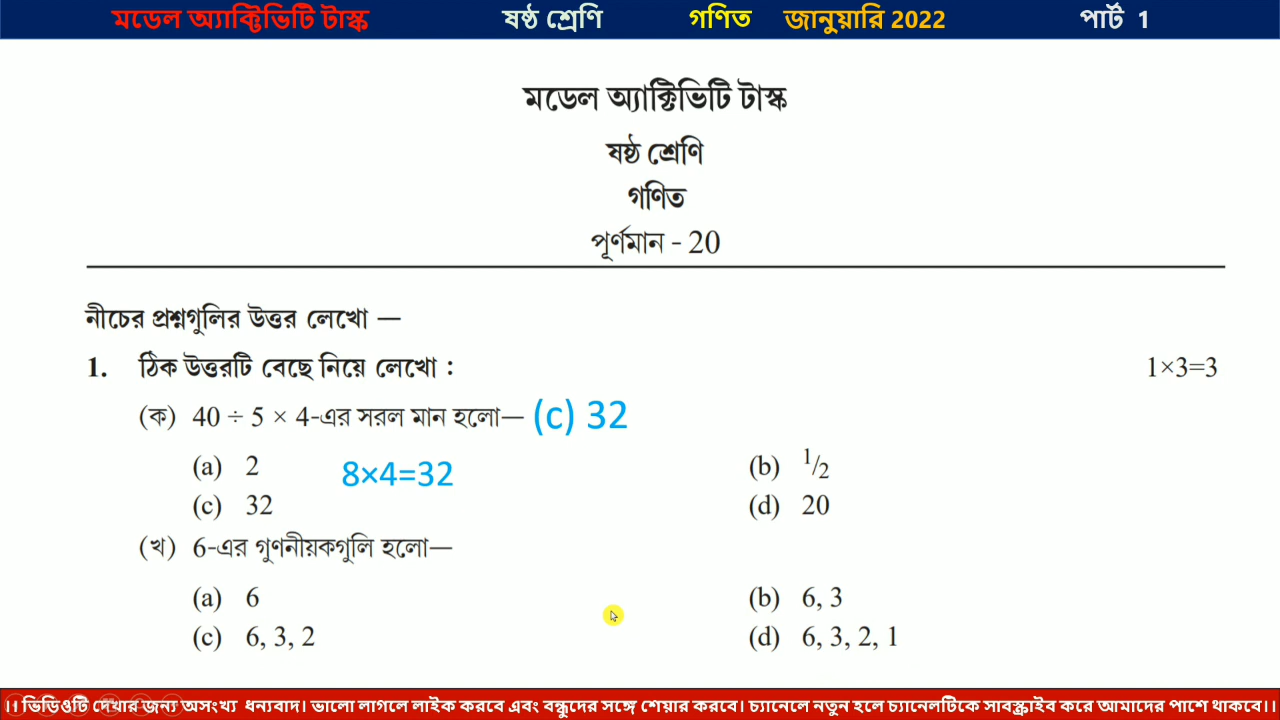 মডেল অ্যাক্টিভিটি টাস্ক ষষ্ঠ শ্রেণি গণিত জানুয়ারি 2022 পার্ট 1
মডেল অ্যাক্টিভিটি টাস্ক
ষষ্ঠ শ্রেণি
গণিত
পূর্ণমান - 20
নীচের প্রশ্নগুলির উত্তর লেখো —
1. ঠিক উত্তরটি বেছে নিয়ে লেখো : 1×3=3
(ক) 40 ÷ 5 × 4-এর সরল মান হলো— (c) 32
(a) 2 8×4=32 (b) 1/2
(c) 32 (d) 20
(খ) 6-এর গুণনীয়কগুলি হলো—
(a) 6 (b) 6, 3
(c) 6, 3, 2 (d) 6, 3, 2, 1
।। ভিডিওটি দেখার জন্য অসংখ্য ধন্যবাদ। ভালো লাগলে লাইক করবে এবং বন্ধুদের সঙ্গে শেয়ার করবে। চ্যানেলে নতুন হলে চ্যানেলটিকে সাবস্ক্রাইব করে আমাদের পাশে থাকবে।।